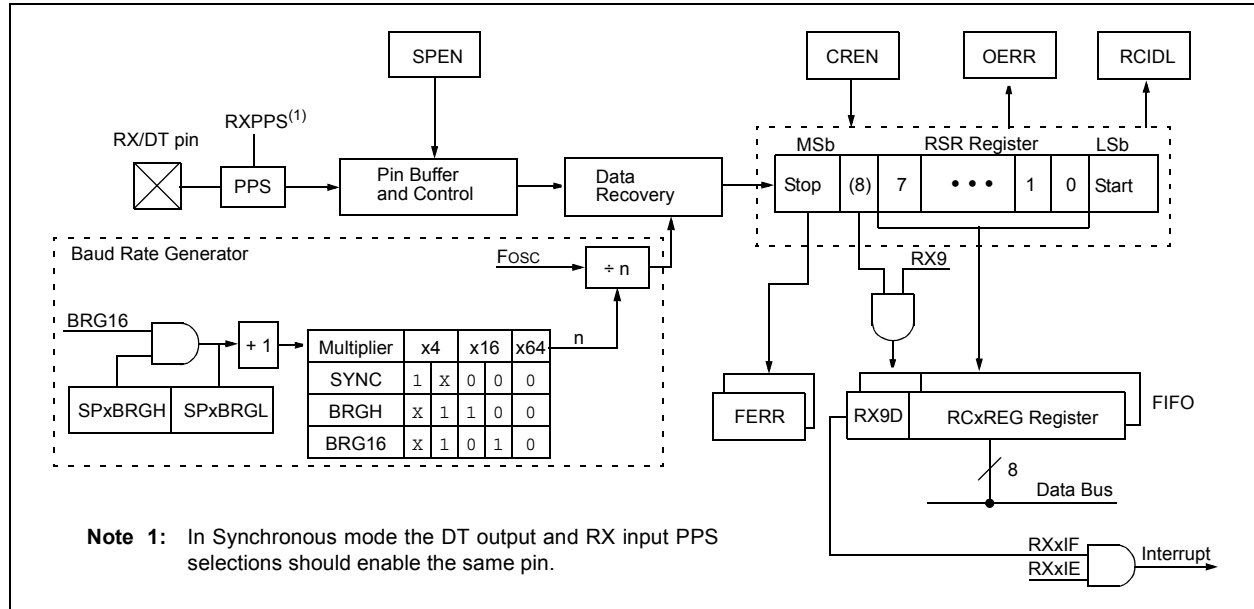 SPEN
CREN
OERR
RCIDL
RXPPS(1)
RX/DT pin
PPS
Pin Buffer
and Control
Data
Recovery
MSb RSR Register LSb
Stop (8) 7 • • • 1 0 Start
Baud Rate Generator
FOSC
÷ n
RX9
BRG16
+ 1
n
Multiplier x4 x16 x64
SYNC 1 X 0 0 0
BRGH X 1 1 0 0
BRG16 X 1 0 1 0
SPxBRGH SPxBRGL
FERR
RX9D RCxREG Register
FIFO
8
Data Bus
RXxIF
RXxIE
Interrupt
Note 1: In Synchronous mode the DT output and RX input PPS
selections should enable the same pin.